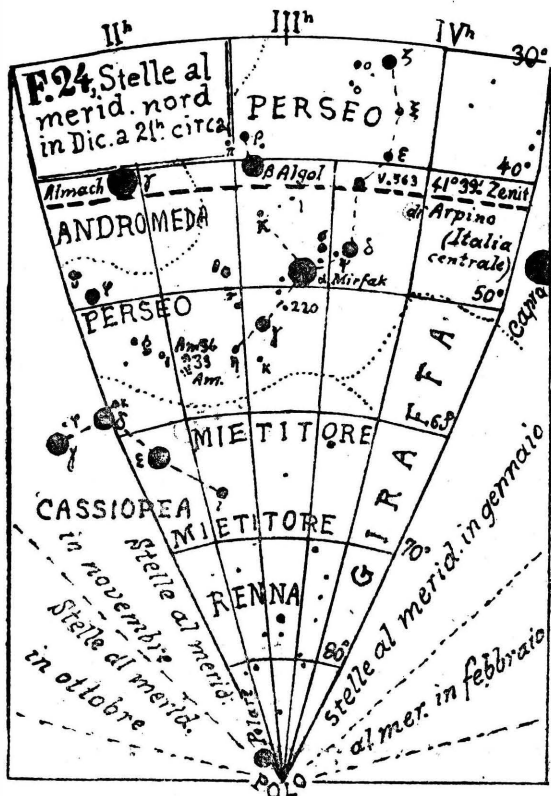 IIʰ IIIʰ IVʰ
30°
F.24, Stelle al
merid. nord
in Dic. a 21ʰ. circa
PERSEO
ζ
ο
ξ
ε
ρ
π
40°
Almach γ
β Algol
v.363
41°39' Zenit
di Arpino
(Italia
centrale)
ANDROMEDA
κ
δ
α Mirfak
50°
φ
θ
220
PERSEO
γ
η
Am 36
39
Am.
κ
Capra
GIRAFFA
MIETITORE
γ
δ
ε
CASSIOPEA
MIETITORE
70°
RENNA
80°
Stelle al merid.
in novembre
Stelle al merid.
in ottobre
stelle al merid. in gennaio
al mer. in febbraio
Polare
POLO